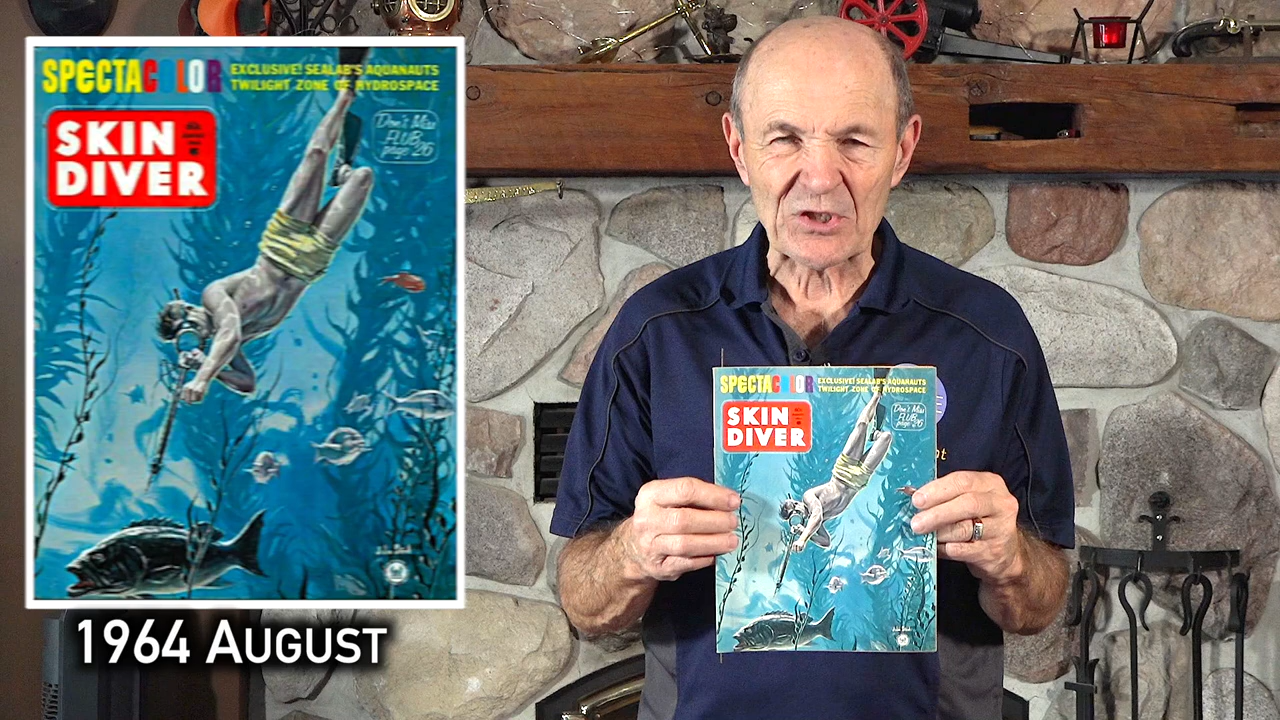 SPECTACOLOR
EXCLUSIVE! SEALAB'S AQUANAUTS
TWILIGHT ZONE OF HYDROSPACE
SKIN
DIVER
Don't Miss
FLUB
page 26
1964 AUGUST
SPECTACOLOR
EXCLUSIVE! SEALAB'S AQUANAUTS
TWILIGHT ZONE OF HYDROSPACE
SKIN
DIVER
Don't Miss
FLUB
page 26